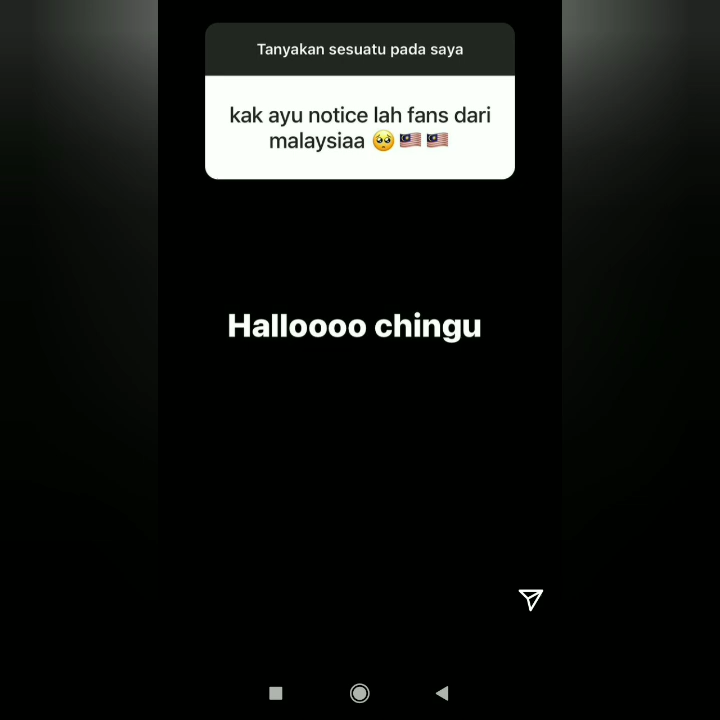 Tanyakan sesuatu pada saya
kak ayu notice lah fans dari
malaysiaa 🥺🇲🇾🇲🇾
Halloooo chingu